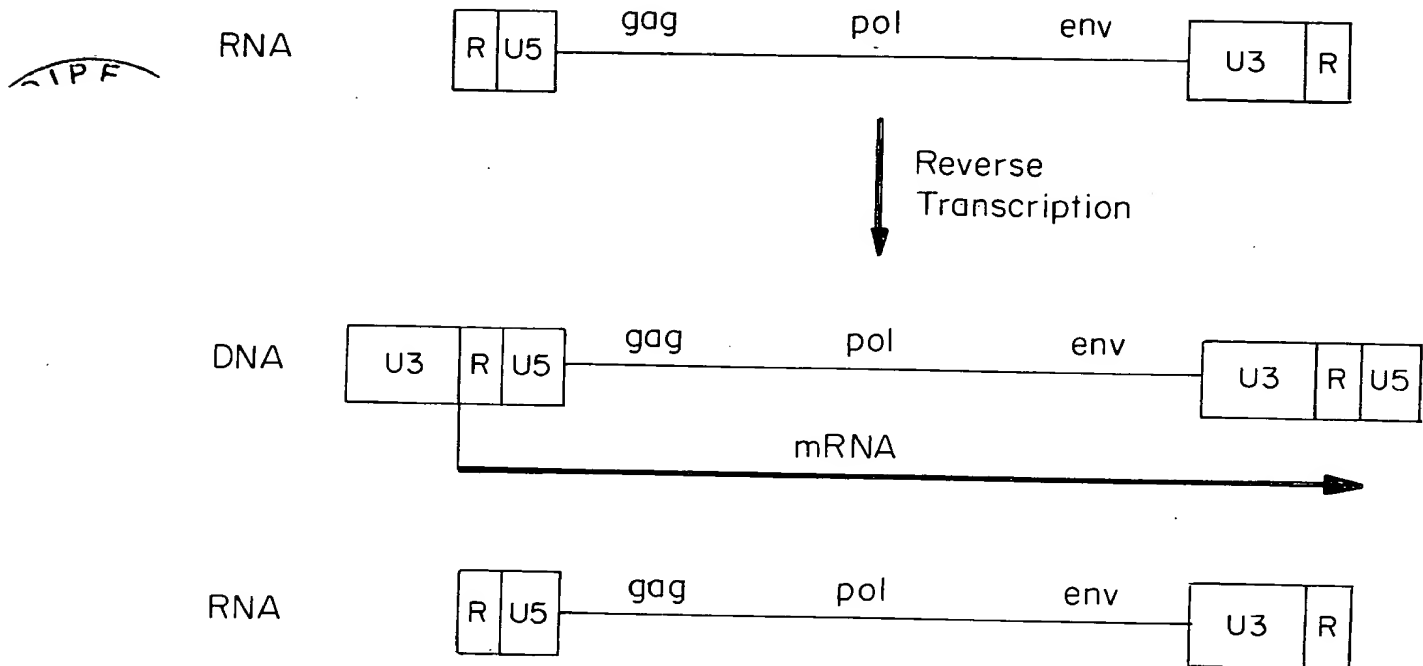 RNA R U5 gag pol env U3 R
IPF
Reverse
Transcription
DNA U3 R U5 gag pol env U3 R U5
mRNA
RNA R U5 gag pol env U3 R